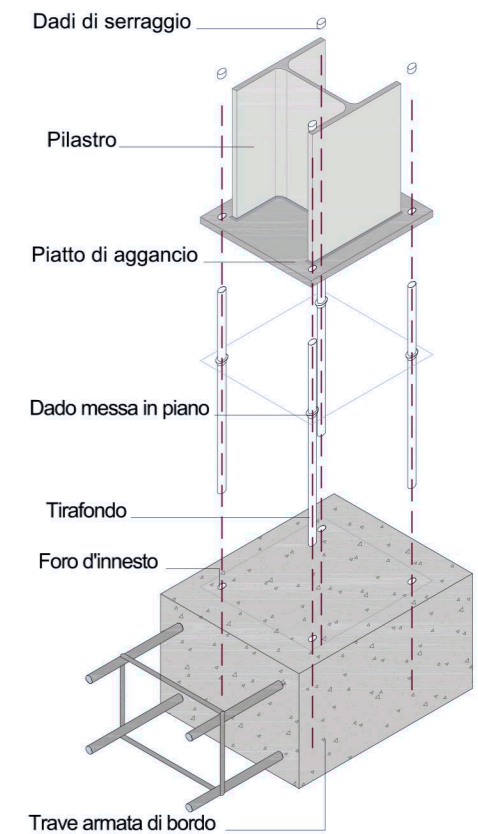 Dadi di serraggio
Pilastro
Piatto di aggancio
Dado messa in piano
Tirafondo
Foro d'innesto
Trave armata di bordo